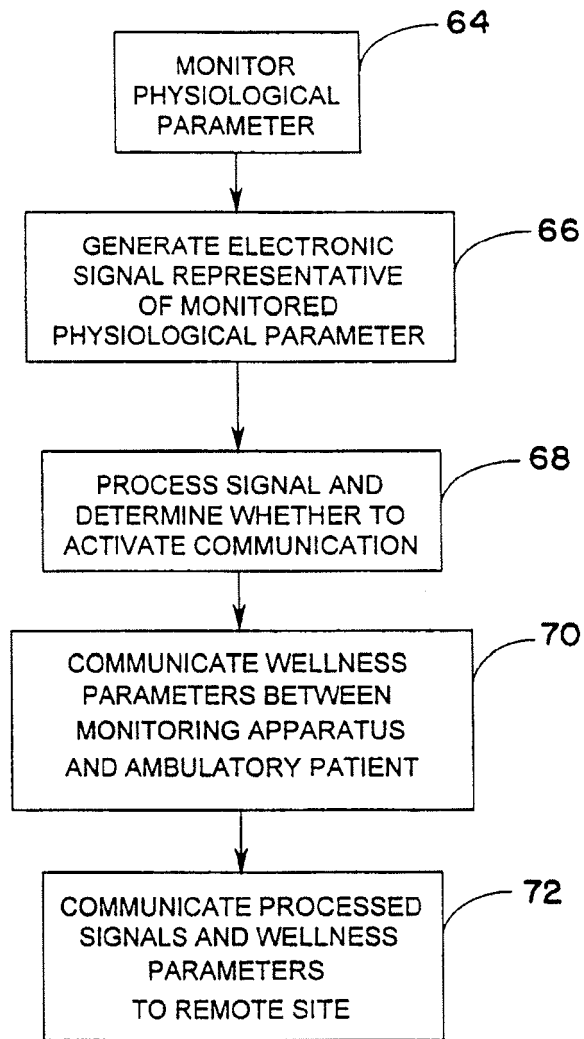 64
MONITOR
PHYSIOLOGICAL
PARAMETER
66
GENERATE ELECTRONIC
SIGNAL REPRESENTATIVE
OF MONITORED
PHYSIOLOGICAL PARAMETER
68
PROCESS SIGNAL AND
DETERMINE WHETHER TO
ACTIVATE COMMUNICATION
70
COMMUNICATE WELLNESS
PARAMETERS BETWEEN
MONITORING APPARATUS
AND AMBULATORY PATIENT
72
COMMUNICATE PROCESSED
SIGNALS AND WELLNESS
PARAMETERS
TO REMOTE SITE